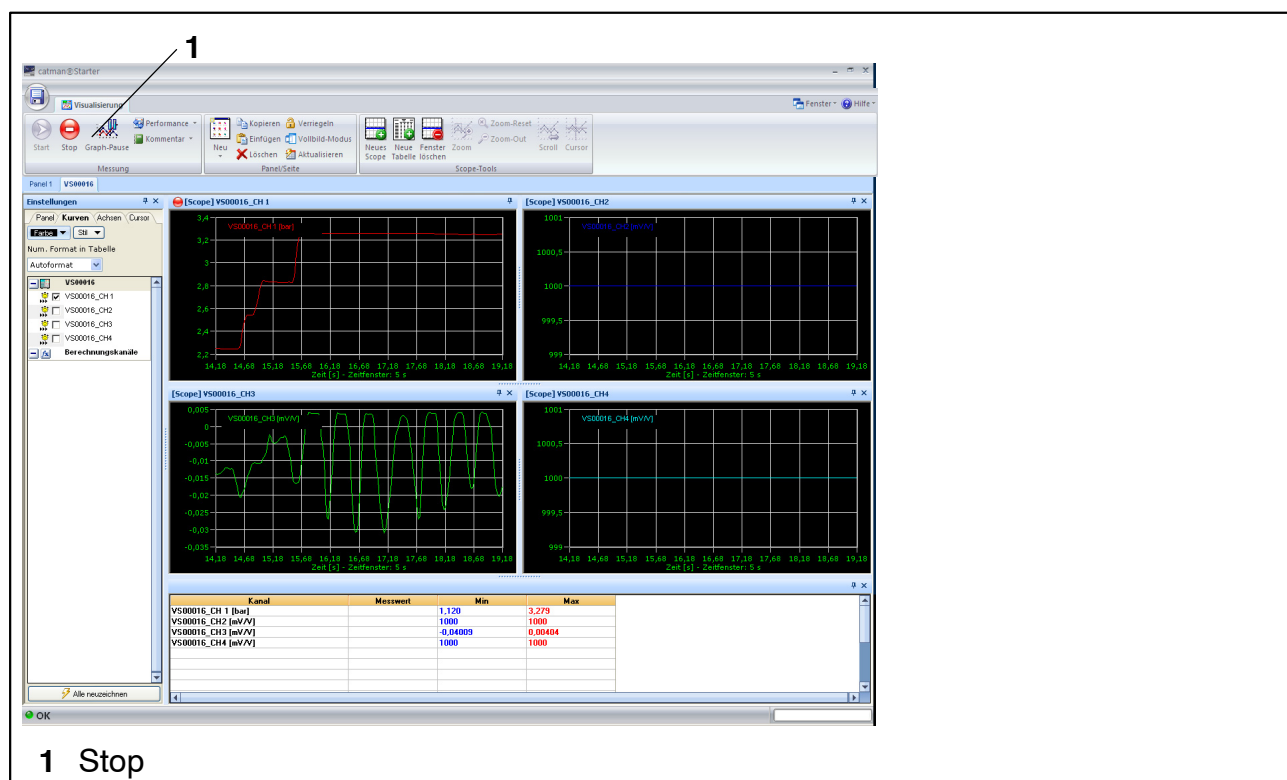 1
catman®Starter
Visualisierung
Fenster Hilfe
Start Stop Graph-Pause Performance Kommentar
Messung
Neu Kopieren Einfügen Löschen Verriegeln Vollbild-Modus Aktualisieren
Panel/Seite
Neues Scope Neue Tabelle Fenster löschen Zoom Zoom-Reset Zoom-Out Scroll Cursor
Scope-Tools
Panel 1 VS00016
Einstellungen
Panel Kurven Achsen Cursor
Farbe Stil
Num. Format in Tabelle
Autoformat
VS00016
VS00016_CH 1
VS00016_CH2
VS00016_CH3
VS00016_CH4
Berechnungskanäle
Alle neuzeichnen
[Scope] VS00016_CH 1
VS00016_CH 1 [bar]
3,4
3,2
3
2,8
2,6
2,4
2,2
14,18 14,68 15,18 15,68 16,18 16,68 17,18 17,68 18,18 18,68 19,18
Zeit [s] - Zeitfenster: 5 s
[Scope] VS00016_CH2
VS00016_CH2 [mV/V]
1001
1000,5
1000
999,5
999
14,18 14,68 15,18 15,68 16,18 16,68 17,18 17,68 18,18 18,68 19,18
Zeit [s] - Zeitfenster: 5 s
[Scope] VS00016_CH3
VS00016_CH3 [mV/V]
0,005
0
-0,005
-0,01
-0,015
-0,02
-0,025
-0,03
-0,035
14,18 14,68 15,18 15,68 16,18 16,68 17,18 17,68 18,18 18,68 19,18
Zeit [s] - Zeitfenster: 5 s
[Scope] VS00016_CH4
VS00016_CH4 [mV/V]
1001
1000,5
1000
999,5
999
14,18 14,68 15,18 15,68 16,18 16,68 17,18 17,68 18,18 18,68 19,18
Zeit [s] - Zeitfenster: 5 s
Kanal Messwert Min Max
VS00016_CH 1 [bar] 1,120 3,279
VS00016_CH2 [mV/V] 1000 1000
VS00016_CH3 [mV/V] -0,04009 0,00404
VS00016_CH4 [mV/V] 1000 1000
OK
1 Stop